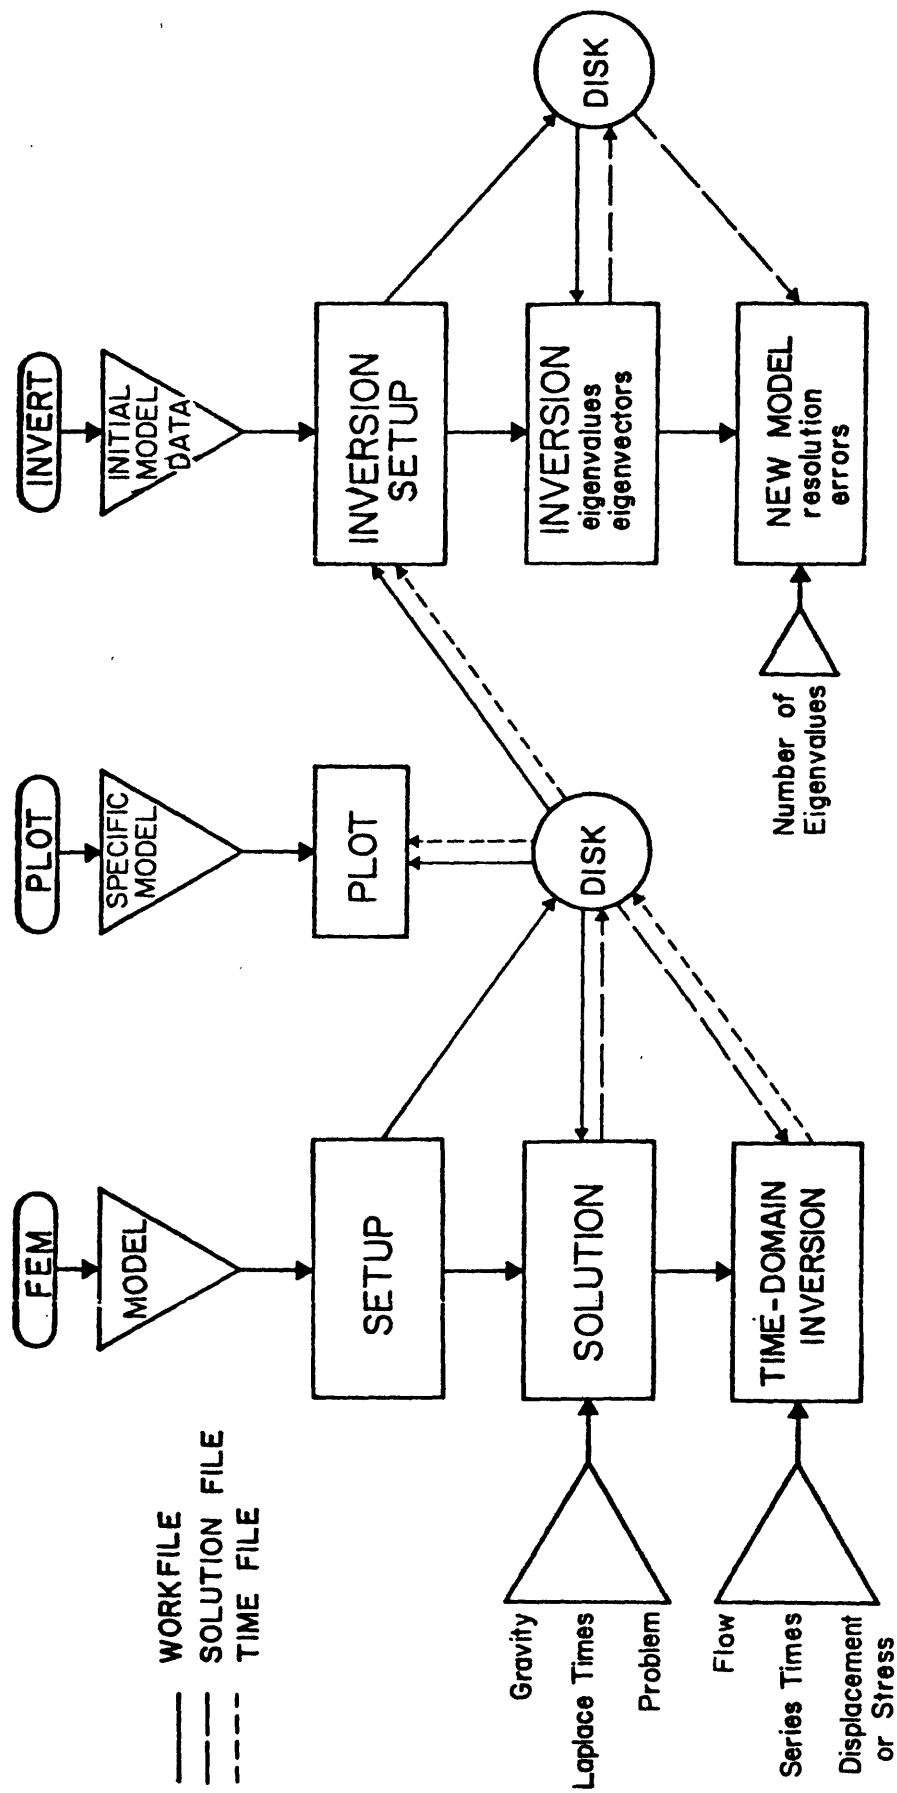 WORKFILE
SOLUTION FILE
TIME FILE
FEM
MODEL
SETUP
SOLUTION
Gravity
Laplace Times
Problem
TIME-DOMAIN
INVERSION
Flow
Series Times
Displacement
or Stress
PLOT
SPECIFIC
MODEL
PLOT
DISK
INVERT
INITIAL
MODEL
DATA
INVERSION
SETUP
INVERSION
eigenvalues
eigenvectors
NEW MODEL
resolution
errors
Number of
Eigenvalues
DISK